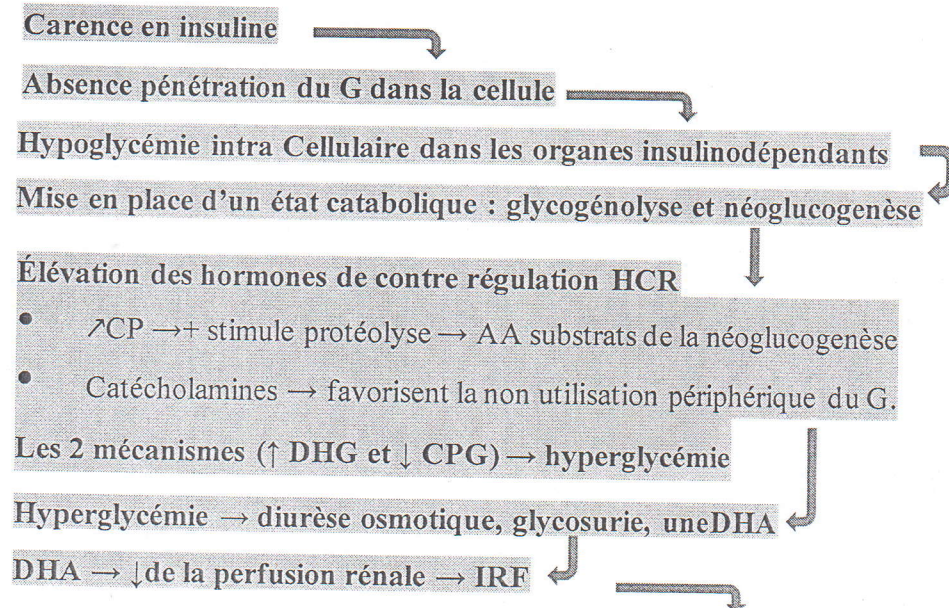 Carence en insuline
Absence pénétration du G dans la cellule
Hypoglycémie intra Cellulaire dans les organes insulinodépendants
Mise en place d’un état catabolique : glycogénolyse et néoglucogenèse
Élévation des hormones de contre régulation HCR
• ↗CP →+ stimule protéolyse → AA substrats de la néoglucogenèse
• Catécholamines → favorisent la non utilisation périphérique du G.
Les 2 mécanismes (↑ DHG et ↓ CPG) → hyperglycémie
Hyperglycémie → diurèse osmotique, glycosurie, uneDHA
DHA → ↓de la perfusion rénale → IRF